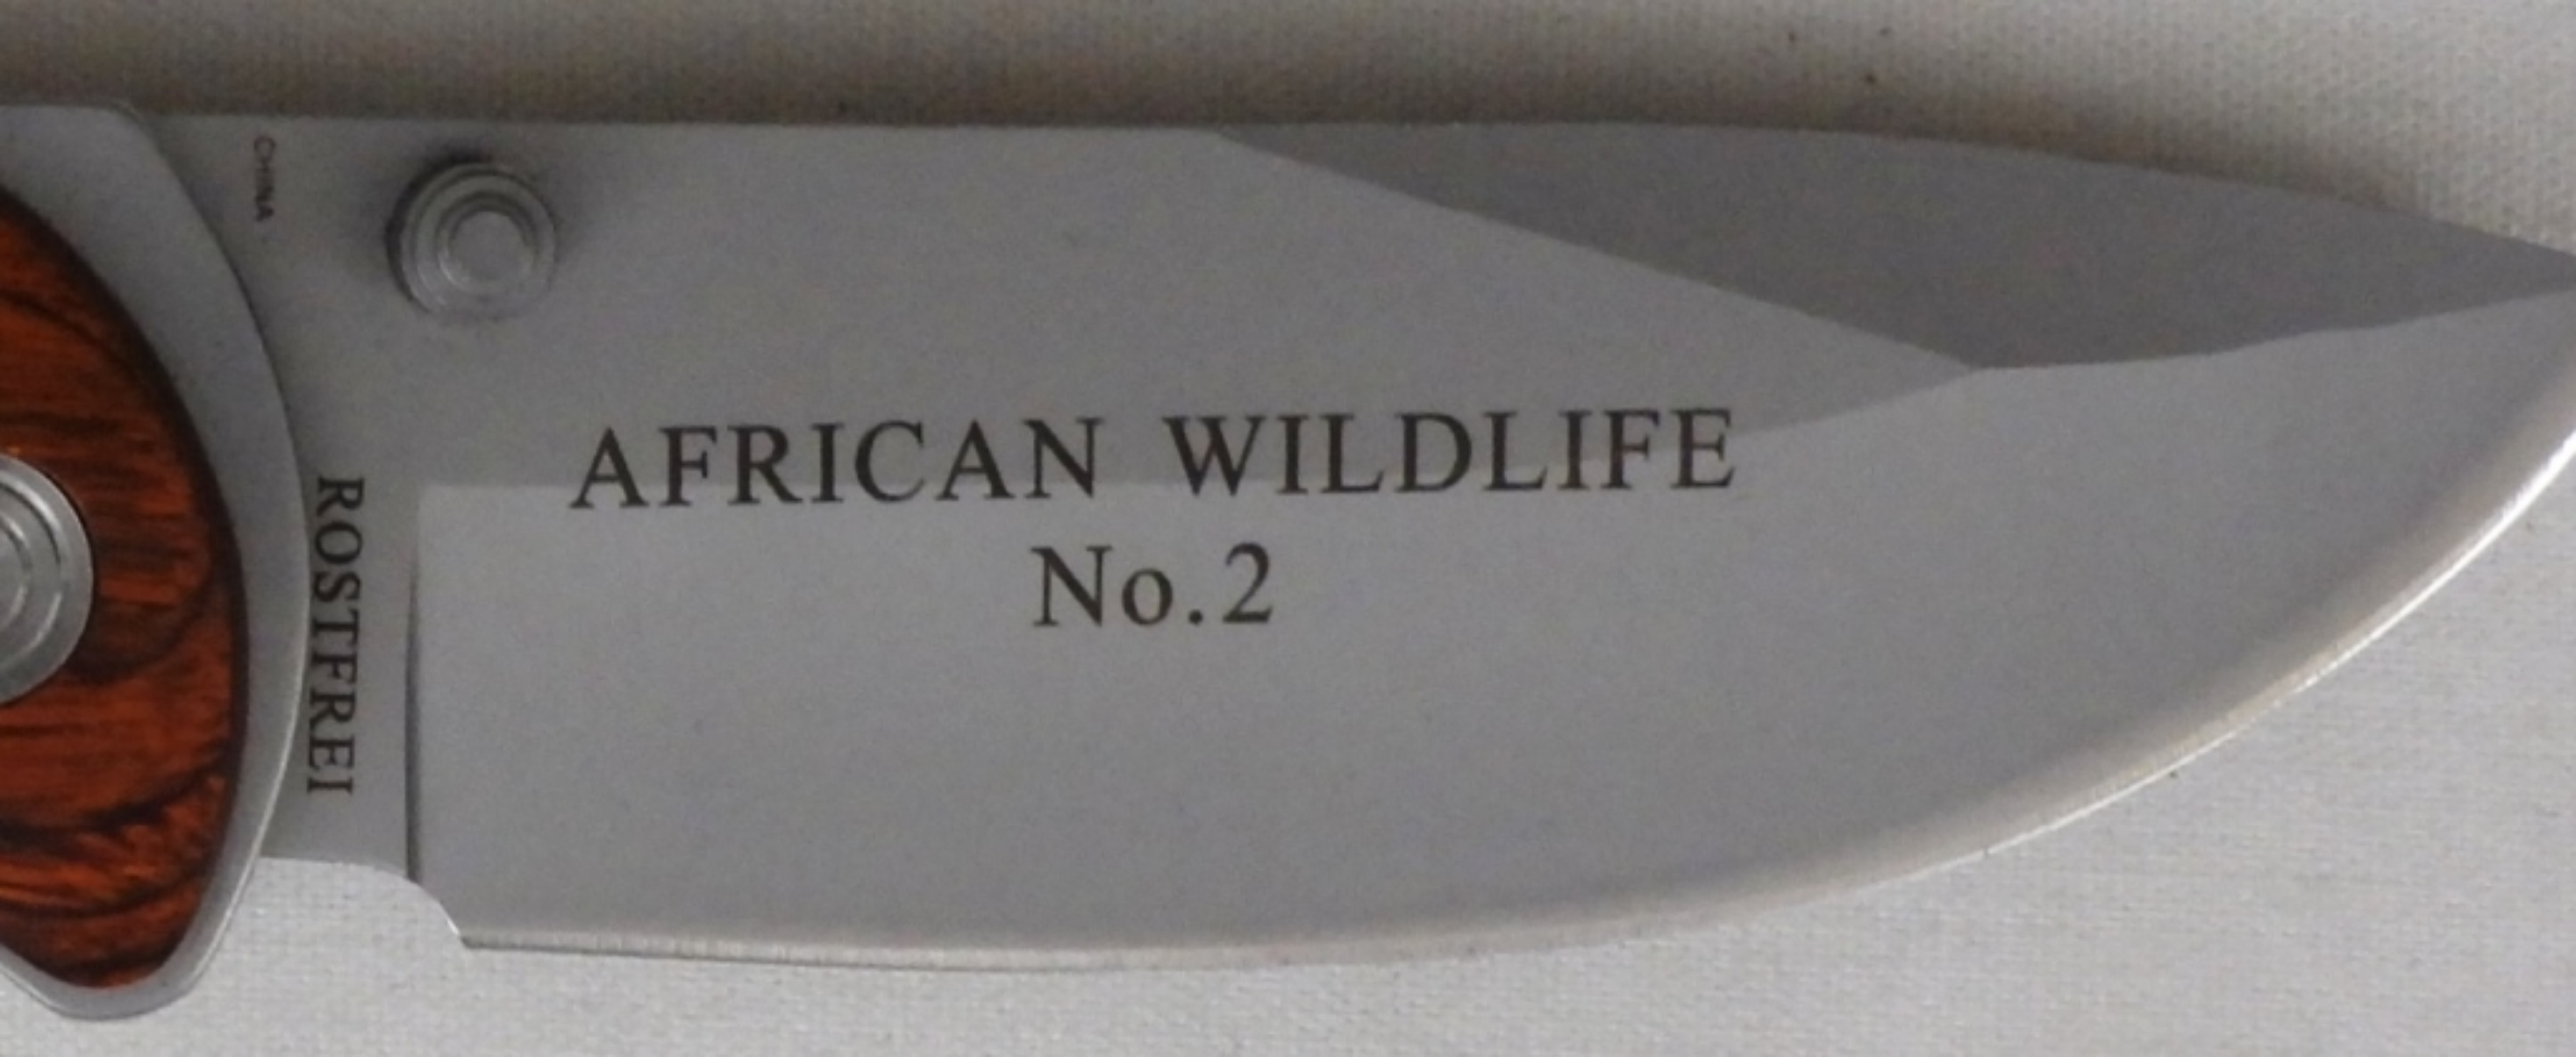 CHINA
ROSTFREI
AFRICAN WILDLIFE
No.2